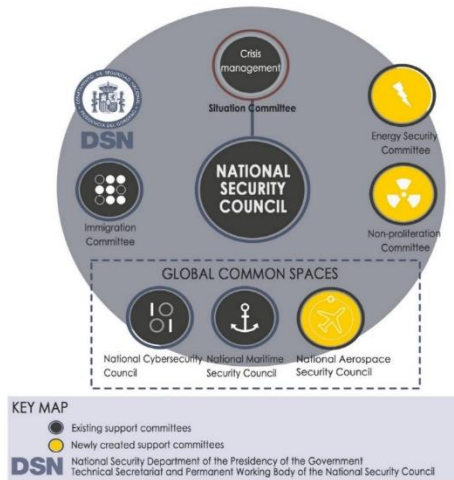 Crisis
management
Situation Committee
DSN
Energy Security
Committee
NATIONAL
SECURITY
COUNCIL
Immigration
Committee
Non-proliferation
Committee
GLOBAL COMMON SPACES
National Cybersecurity
Council
National Maritime
Security Council
National Aerospace
Security Council
KEY MAP
Existing support committees
Newly created support committees
DSN National Security Department of the Presidency of the Government
Technical Secretariat and Permanent Working Body of the National Security Council